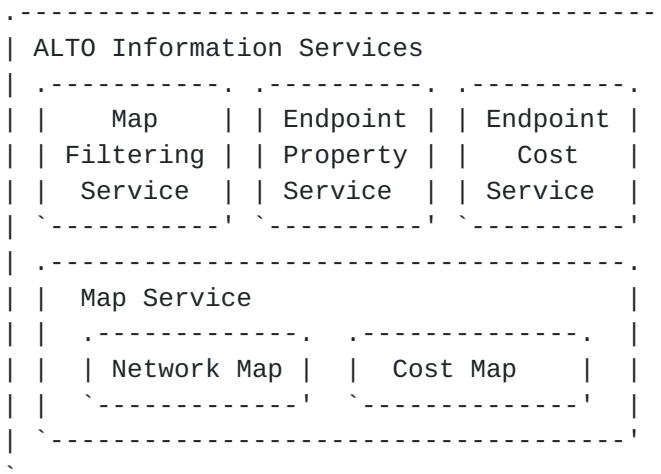 ALTO Information Services
Map Endpoint Endpoint
Filtering Property Cost
Service Service Service
Map Service
Network Map Cost Map